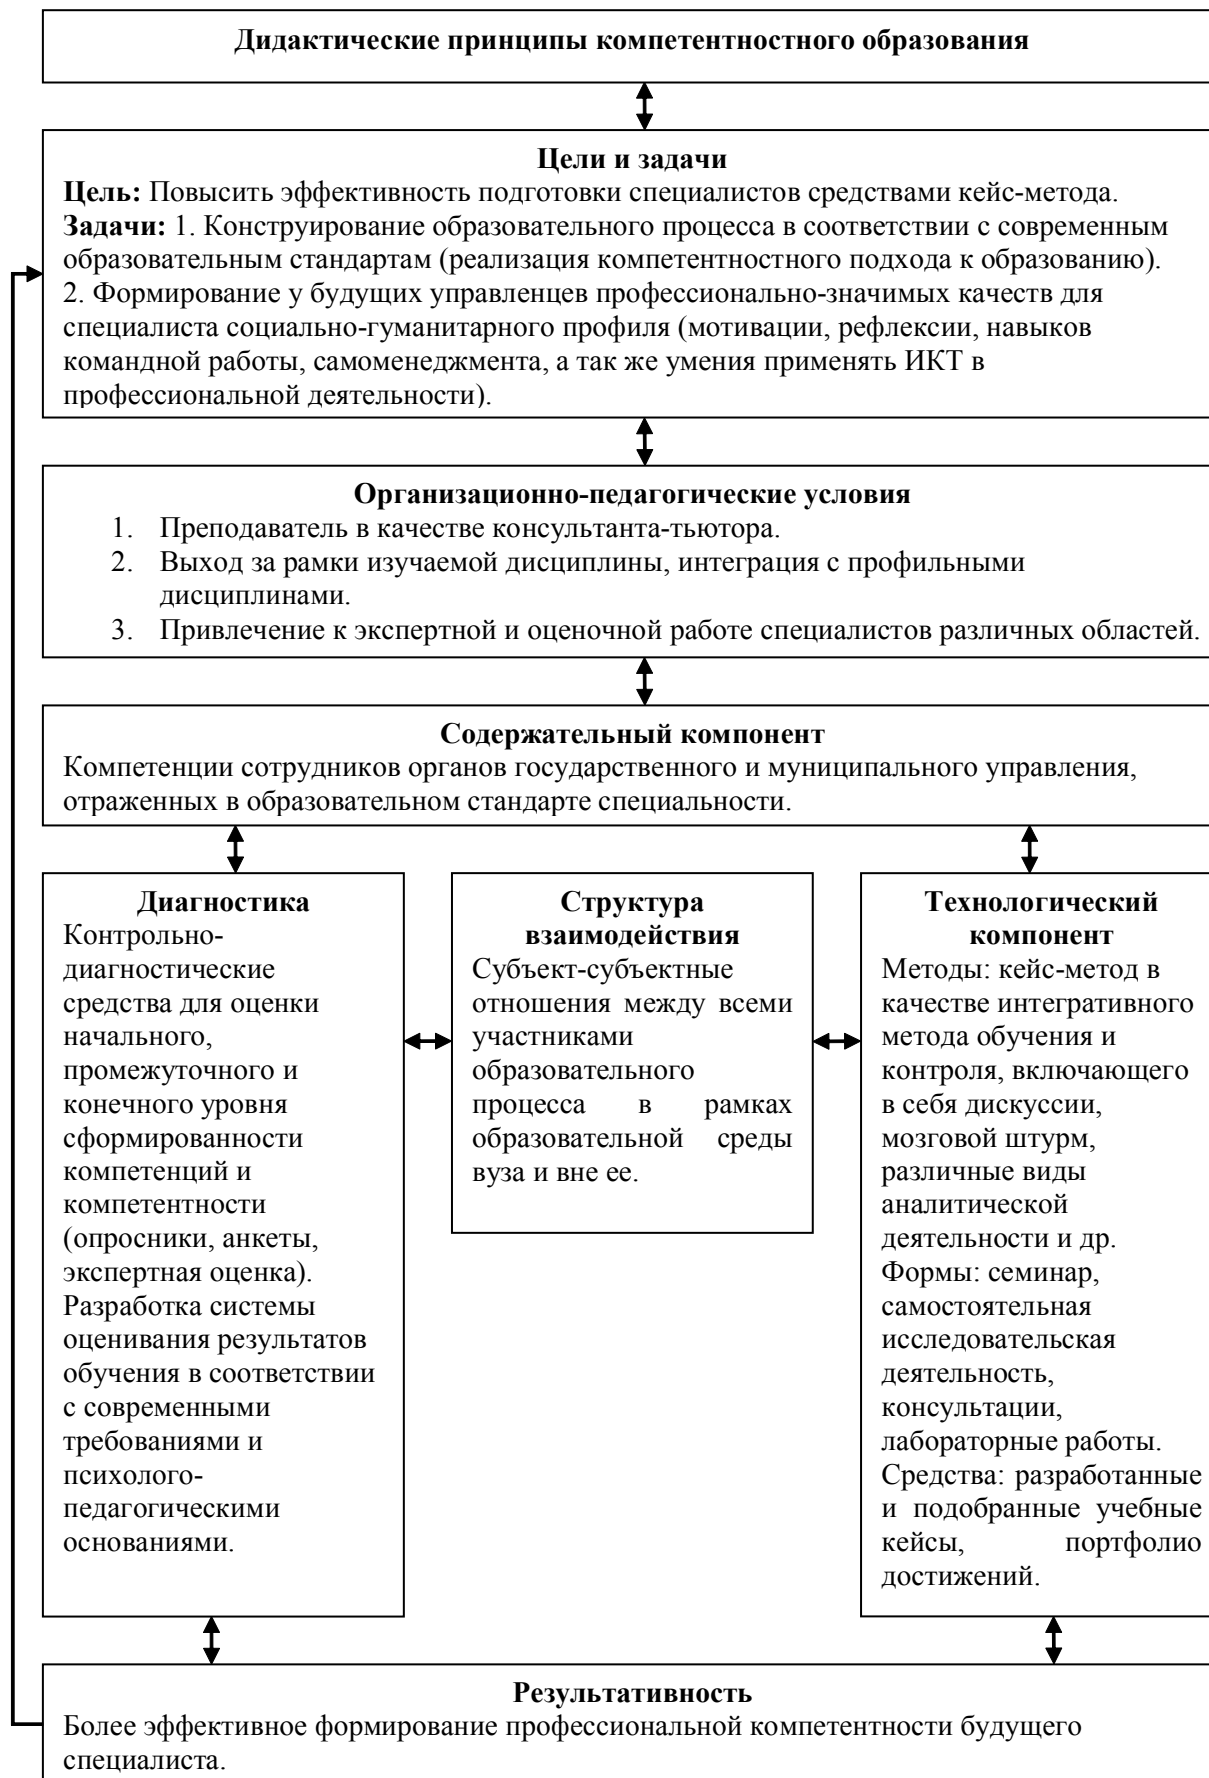 Дидактические принципы компетентностного образования
Цели и задачи
Цель: Повысить эффективность подготовки специалистов средствами кейс-метода.
Задачи: 1. Конструирование образовательного процесса в соответствии с современным
образовательным стандартам (реализация компетентностного подхода к образованию).
2. Формирование у будущих управленцев профессионально-значимых качеств для
специалиста социально-гуманитарного профиля (мотивации, рефлексии, навыков
командной работы, самоменеджмента, а так же умения применять ИКТ в
профессиональной деятельности).
Организационно-педагогические условия
1. Преподаватель в качестве консультанта-тьютора.
2. Выход за рамки изучаемой дисциплины, интеграция с профильными
дисциплинами.
3. Привлечение к экспертной и оценочной работе специалистов различных областей.
Содержательный компонент
Компетенции сотрудников органов государственного и муниципального управления,
отраженных в образовательном стандарте специальности.
Диагностика
Контрольно-
диагностические
средства для оценки
начального,
промежуточного и
конечного уровня
сформированности
компетенций и
компетентности
(опросники, анкеты,
экспертная оценка).
Разработка системы
оценивания результатов
обучения в соответствии
с современными
требованиями и
психолого-
педагогическими
основаниями.
Структура
взаимодействия
Субъект-субъектные
отношения между всеми
участниками
образовательного
процесса в рамках
образовательной среды
вуза и вне ее.
Технологический
компонент
Методы: кейс-метод в
качестве интегративного
метода обучения и
контроля, включающего
в себя дискуссии,
мозговой штурм,
различные виды
аналитической
деятельности и др.
Формы: семинар,
самостоятельная
исследовательская
деятельность,
консультации,
лабораторные работы.
Средства: разработанные
и подобранные учебные
кейсы, портфолио
достижений.
Результативность
Более эффективное формирование профессиональной компетентности будущего
специалиста.